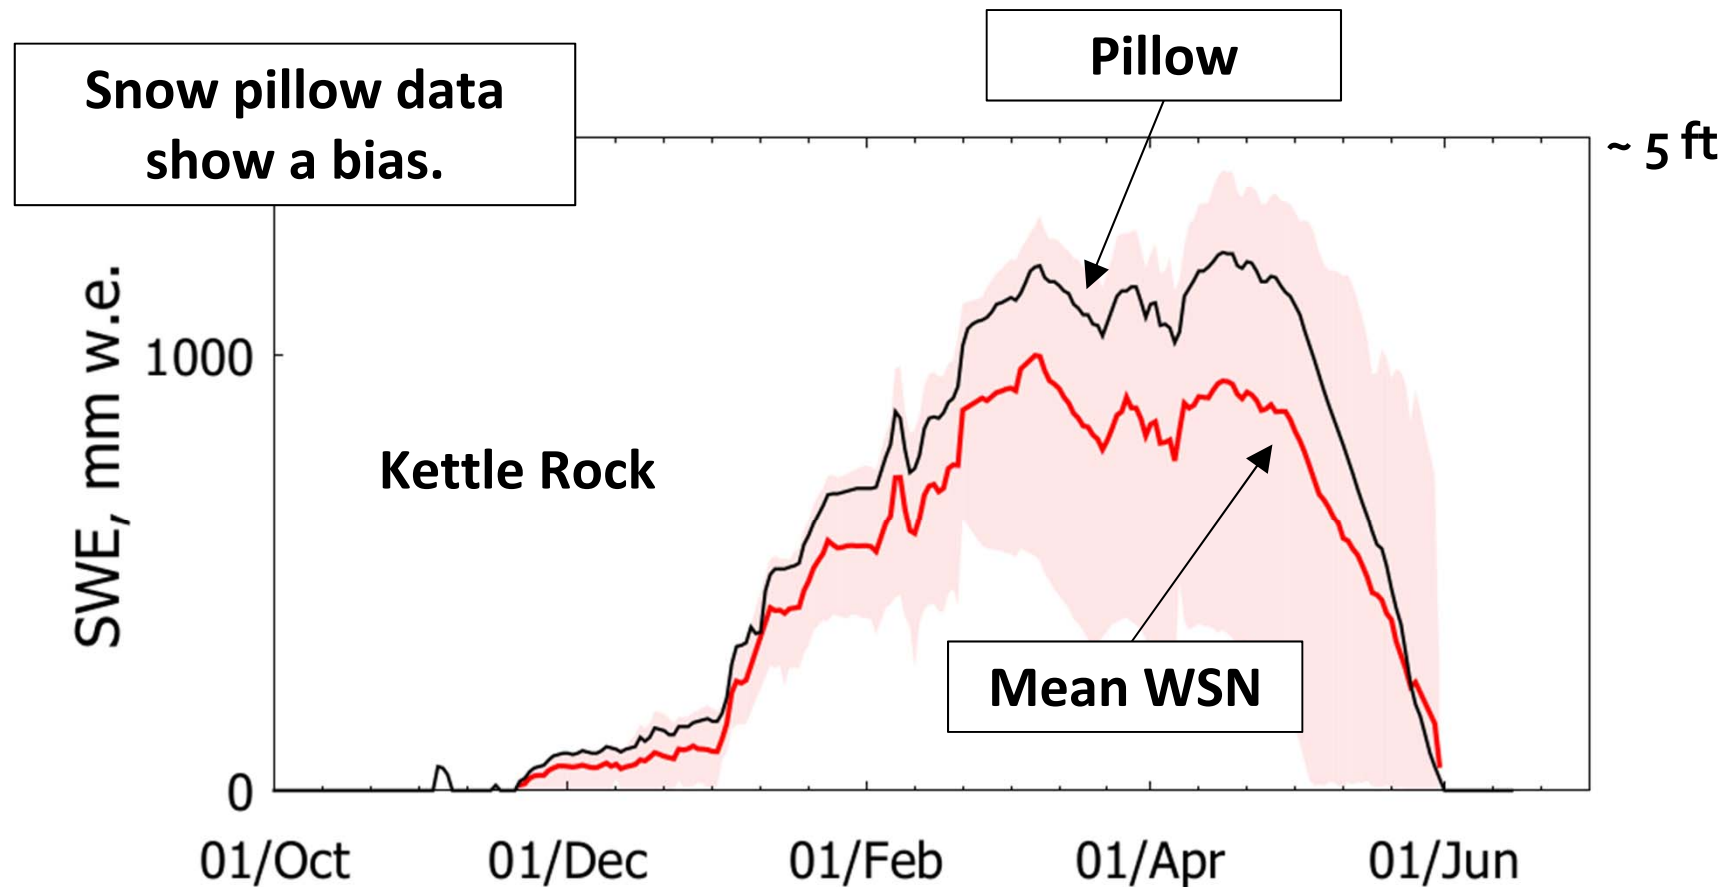 Snow pillow data
show a bias.
Pillow
~ 5 ft
SWE, mm w.e.
1000
Kettle Rock
Mean WSN
0
01/Oct 01/Dec 01/Feb 01/Apr 01/Jun